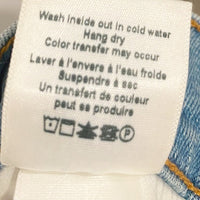 Wash inside out in cold water
Hang dry
Color transfer may occur
Laver à l'envers à l'eau froide
Suspendre à sec
Un transfert de couleur
peut se produire
P